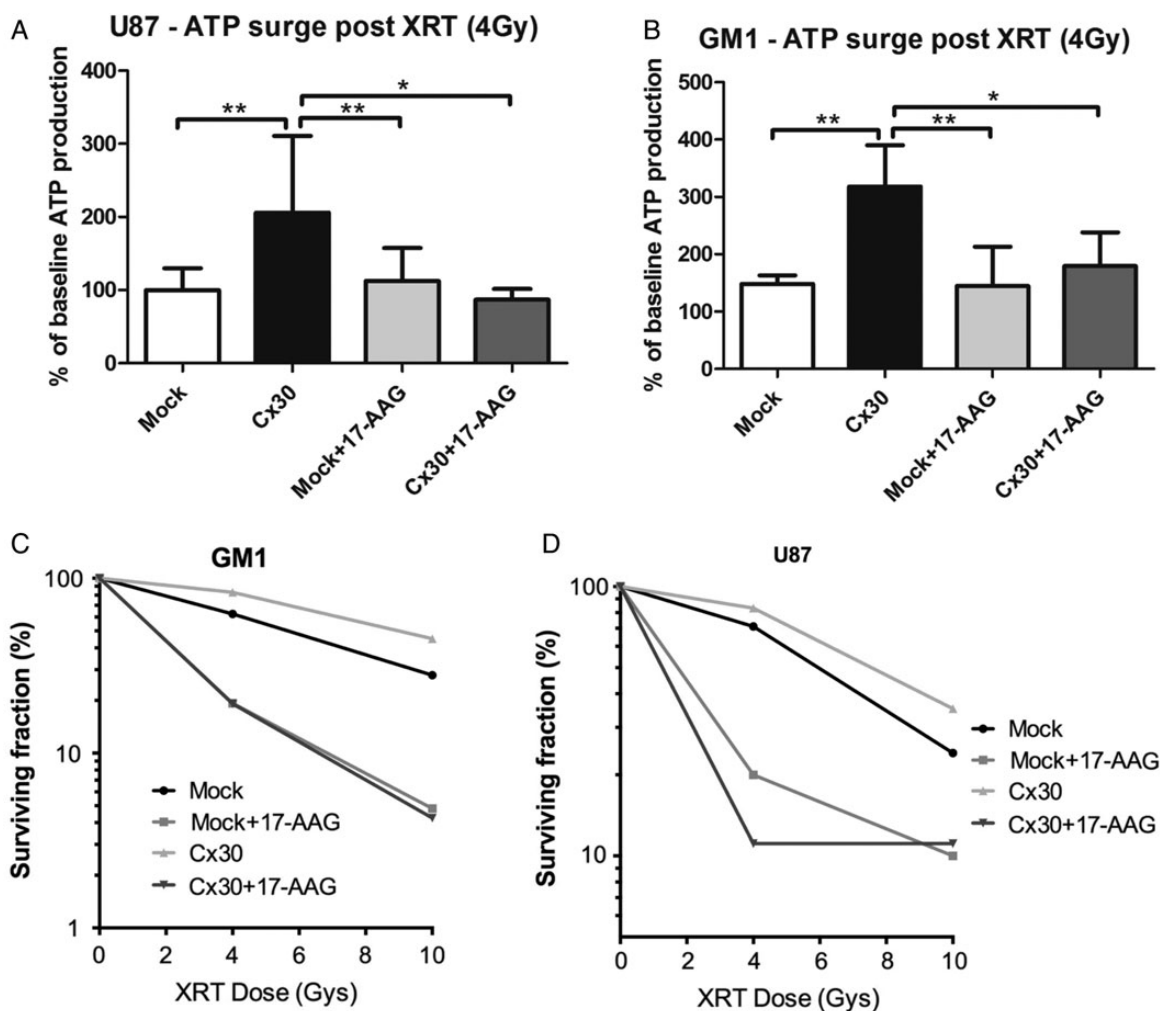 A
U87 - ATP surge post XRT (4Gy)
% of baseline ATP production
400
300
200
100
0
**
**
*
Mock
Cx30
Mock+17-AAG
Cx30+17-AAG
B
GM1 - ATP surge post XRT (4Gy)
% of baseline ATP production
500
400
300
200
100
0
**
**
*
Mock
Cx30
Mock+17-AAG
Cx30+17-AAG
C
GM1
Surviving fraction (%)
100
10
1
Mock
Mock+17-AAG
Cx30
Cx30+17-AAG
0 2 4 6 8 10
XRT Dose (Gys)
D
U87
Surviving fraction (%)
100
10
Mock
Mock+17-AAG
Cx30
Cx30+17-AAG
0 2 4 6 8 10
XRT Dose (Gys)